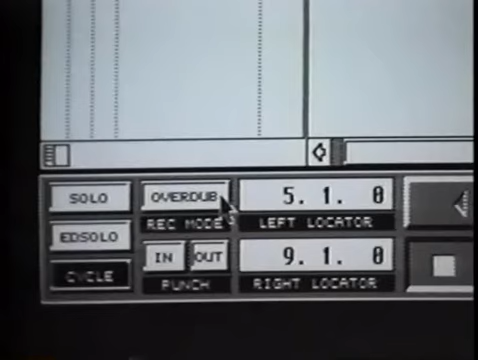 SOLO
OVERDUB
5. 1. 0
REC MODE
LEFT LOCATOR
EDSOLO
IN
OUT
9. 1. 0
CYCLE
PUNCH
RIGHT LOCATOR